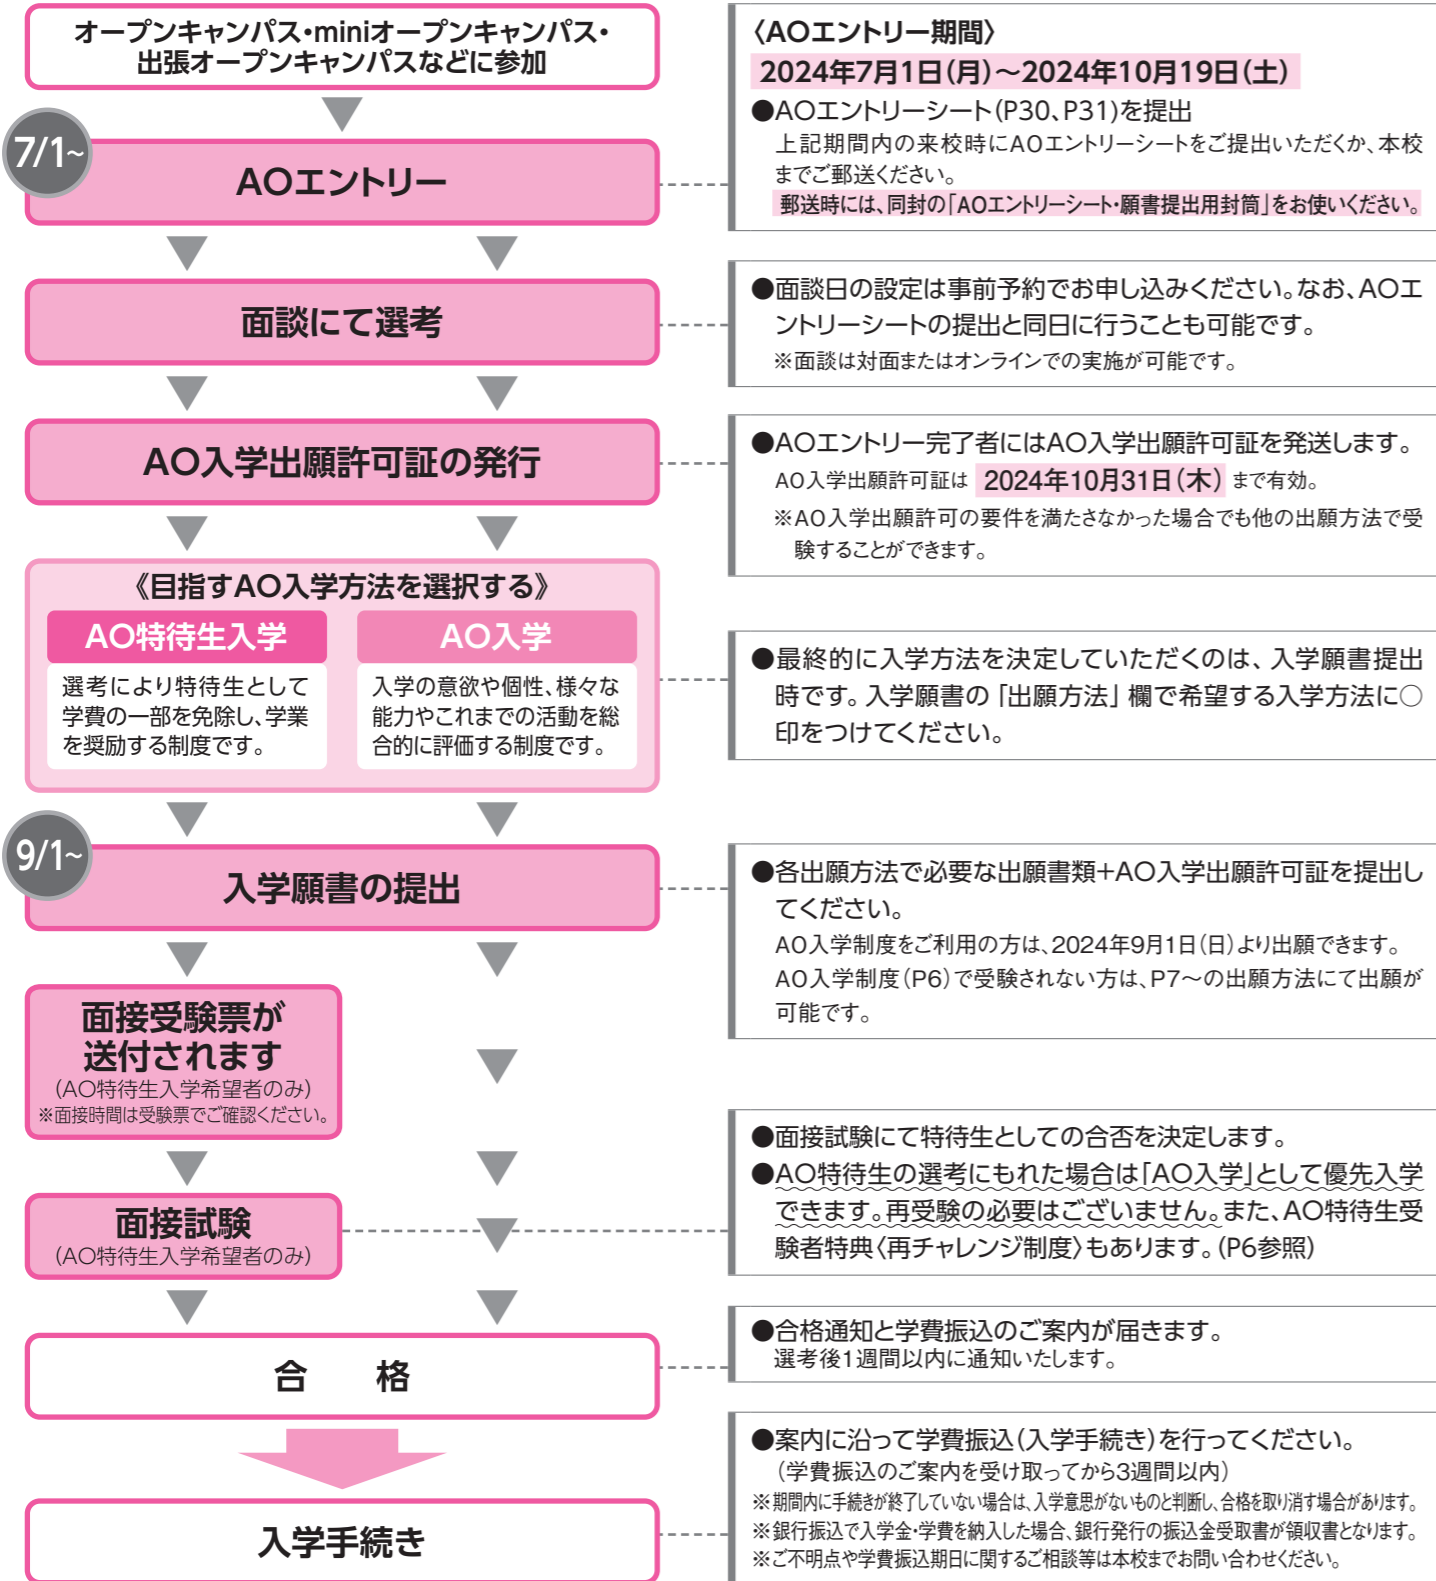 オープンキャンパス・miniオープンキャンパス・
出張オープンキャンパスなどに参加
7/1~
AOエントリー
〈AOエントリー期間〉
2024年7月1日(月)～2024年10月19日(土)
●AOエントリーシート(P30、P31)を提出
上記期間内の来校時にAOエントリーシートをご提出いただくか、本校
までご郵送ください。
郵送時には、同封の「AOエントリーシート・願書提出用封筒」をお使いください。
面談にて選考
●面談日の設定は事前予約でお申し込みください。なお、AOエ
ントリーシートの提出と同日に行うことも可能です。
※面談は対面またはオンラインでの実施が可能です。
AO入学出願許可証の発行
●AOエントリー完了者にはAO入学出願許可証を発送します。
AO入学出願許可証は 2024年10月31日(木) まで有効。
※AO入学出願許可の要件を満たさなかった場合でも他の出願方法で受
験することができます。
《目指すAO入学方法を選択する》
AO特待生入学
選考により特待生として
学費の一部を免除し、学業
を奨励する制度です。
AO入学
入学の意欲や個性、様々な
能力やこれまでの活動を総
合的に評価する制度です。
●最終的に入学方法を決定していただくのは、入学願書提出
時です。入学願書の「出願方法」欄で希望する入学方法に○
印をつけてください。
9/1~
入学願書の提出
●各出願方法で必要な出願書類+AO入学出願許可証を提出し
てください。
AO入学制度をご利用の方は、2024年9月1日(日)より出願できます。
AO入学制度(P6)で受験されない方は、P7～の出願方法にて出願が
可能です。
面接受験票が
送付されます
(AO特待生入学希望者のみ)
※面接時間は受験票でご確認ください。
面接試験
(AO特待生入学希望者のみ)
●面接試験にて特待生としての合否を決定します。
●AO特待生の選考にもれた場合は「AO入学」として優先入学
できます。再受験の必要はございません。また、AO特待生受
験者特典〈再チャレンジ制度〉もあります。(P6参照)
合 格
●合格通知と学費振込のご案内が届きます。
選考後1週間以内に通知いたします。
入学手続き
●案内に沿って学費振込(入学手続き)を行ってください。
(学費振込のご案内を受け取ってから3週間以内)
※期間内に手続きが終了していない場合は、入学意思がないものと判断し、合格を取り消す場合があります。
※銀行振込で入学金・学費を納入した場合、銀行発行の振込金受取書が領収書となります。
※ご不明点や学費振込期日に関するご相談等は本校までお問い合わせください。